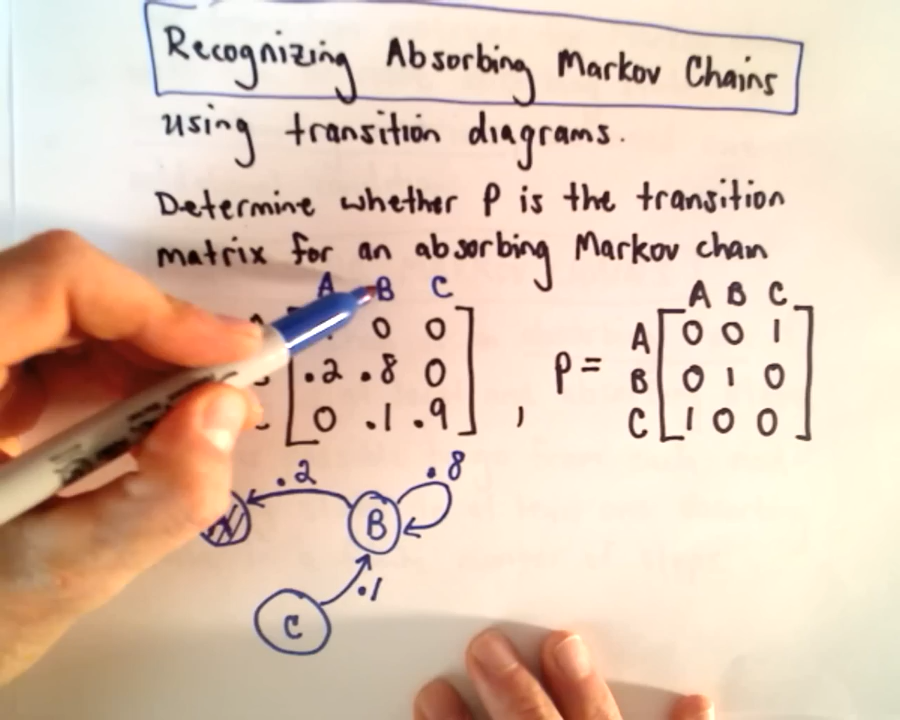 Recognizing Absorbing Markov Chains
using transition diagrams.
Determine whether P is the transition
matrix for an absorbing Markov chain
A B C
0 0
.2 .8 0
0 .1 .9 ,
P =
A B C
A 0 0 1
B 0 1 0
C 1 0 0
.2 .8
B
.1
C